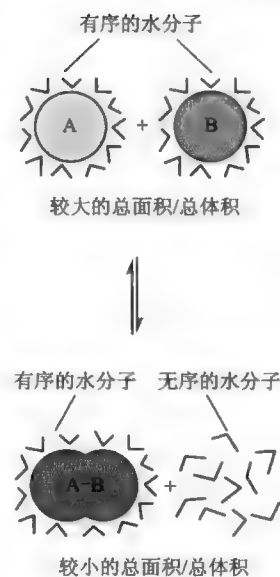 有序的水分子
A + B
较大的总面积/总体积
有序的水分子 无序的水分子
A-B +
较小的总面积/总体积